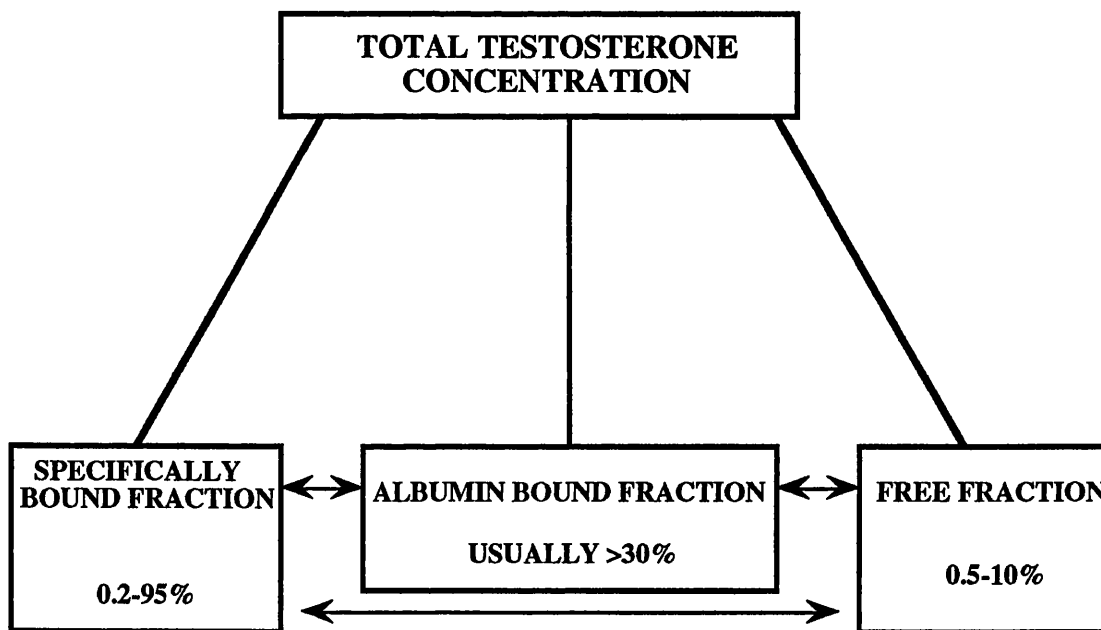 TOTAL TESTOSTERONE
CONCENTRATION
SPECIFICALLY
BOUND FRACTION
0.2-95%
ALBUMIN BOUND FRACTION
USUALLY >30%
FREE FRACTION
0.5-10%